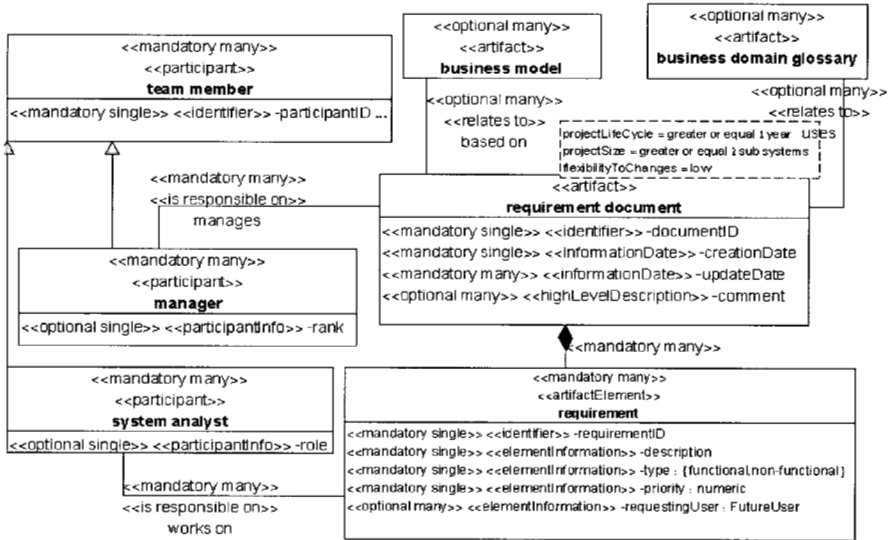 <<mandatory many>>
<<participant>>
team member
<<mandatory single>> <<identifier>> -participantID ...
<<optional many>>
<<artifact>>
business model
<<optional many>>
<<artifact>>
business domain glossary
<<optional many>>
<<relates to>>
based on
<<optional many>>
<<relates to>>
uses
projectLifeCycle = greater or equal 1 year
projectSize = greater or equal 2 sub systems
flexibilityToChanges = low
<<mandatory many>>
<<is responsible on>>
manages
<<artifact>>
requirement document
<<mandatory single>> <<identifier>> -documentID
<<mandatory single>> <<informationDate>> -creationDate
<<mandatory many>> <<informationDate>> -updateDate
<<optional many>> <<highLevelDescription>> -comment
<<mandatory many>>
<<participant>>
manager
<<optional single>> <<participantInfo>> -rank
<<mandatory many>>
<<mandatory many>>
<<participant>>
system analyst
<<optional single>> <<participantInfo>> -role
<<mandatory many>>
<<is responsible on>>
works on
<<mandatory many>>
<<artifactElement>>
requirement
<<mandatory single>> <<identifier>> -requirementID
<<mandatory single>> <<elementInformation>> -description
<<mandatory single>> <<elementInformation>> -type : {functional,non-functional}
<<mandatory single>> <<elementInformation>> -priority : numeric
<<optional many>> <<elementInformation>> -requestingUser : FutureUser